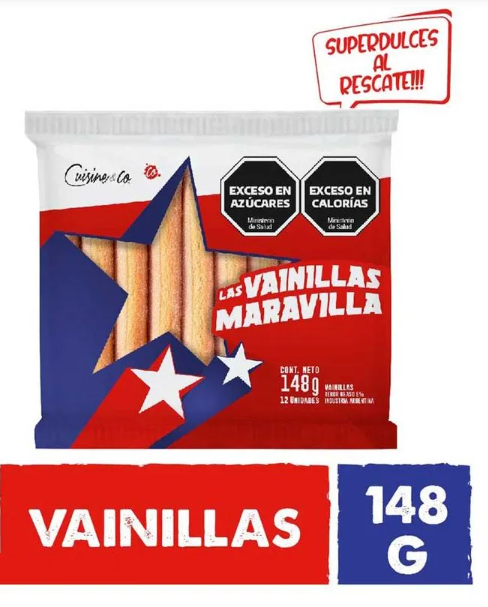 SUPERDULCES
AL
RESCATE!!!
Cuisine & Co.
EXCESO EN
AZÚCARES
Ministerio
de Salud
EXCESO EN
CALORÍAS
Ministerio
de Salud
LAS VAINILLAS
MARAVILLA
CONT. NETO
148g
12 UNIDADES
VAINILLAS
INDUSTRIA ARGENTINA
VAINILLAS
148
G